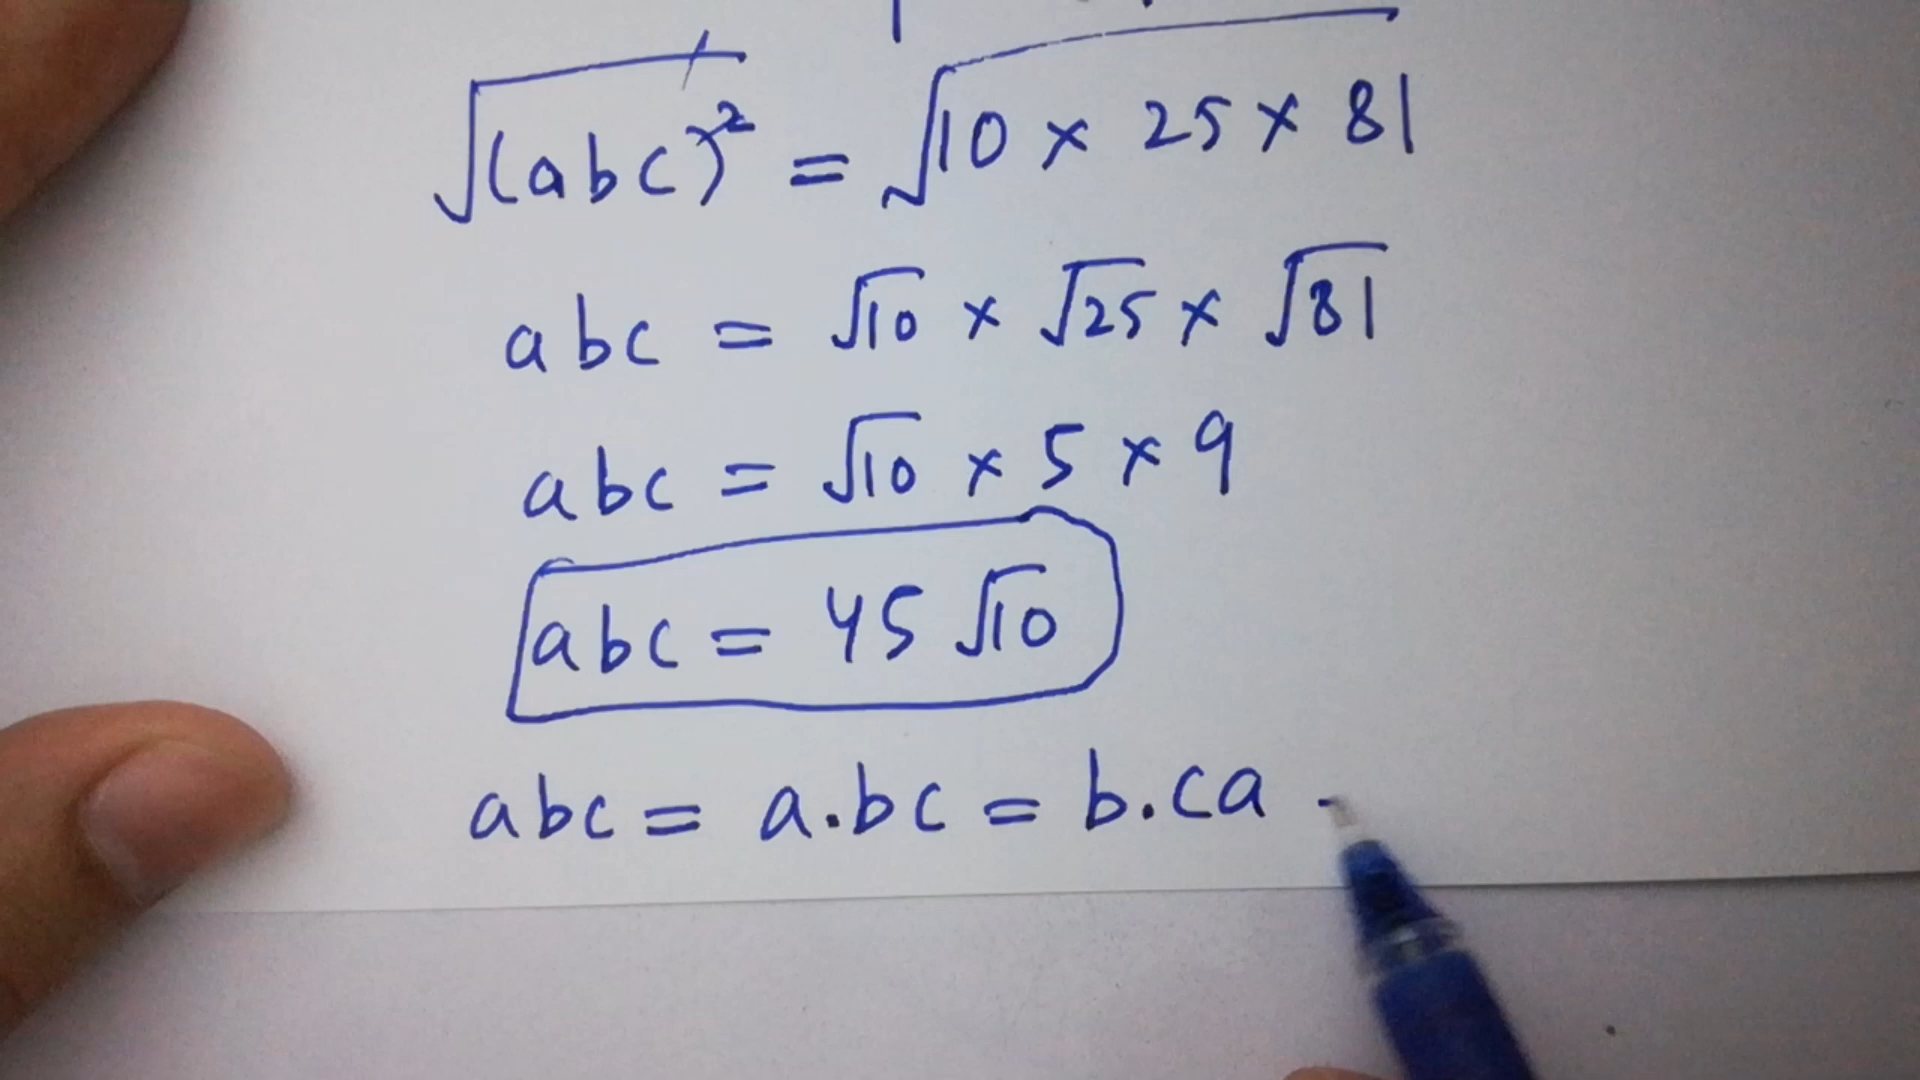 √(abc)² = √10 × 25 × 81
abc = √10 × √25 × √81
abc = √10 × 5 × 9
abc = 45 √10
abc = a.bc = b.ca